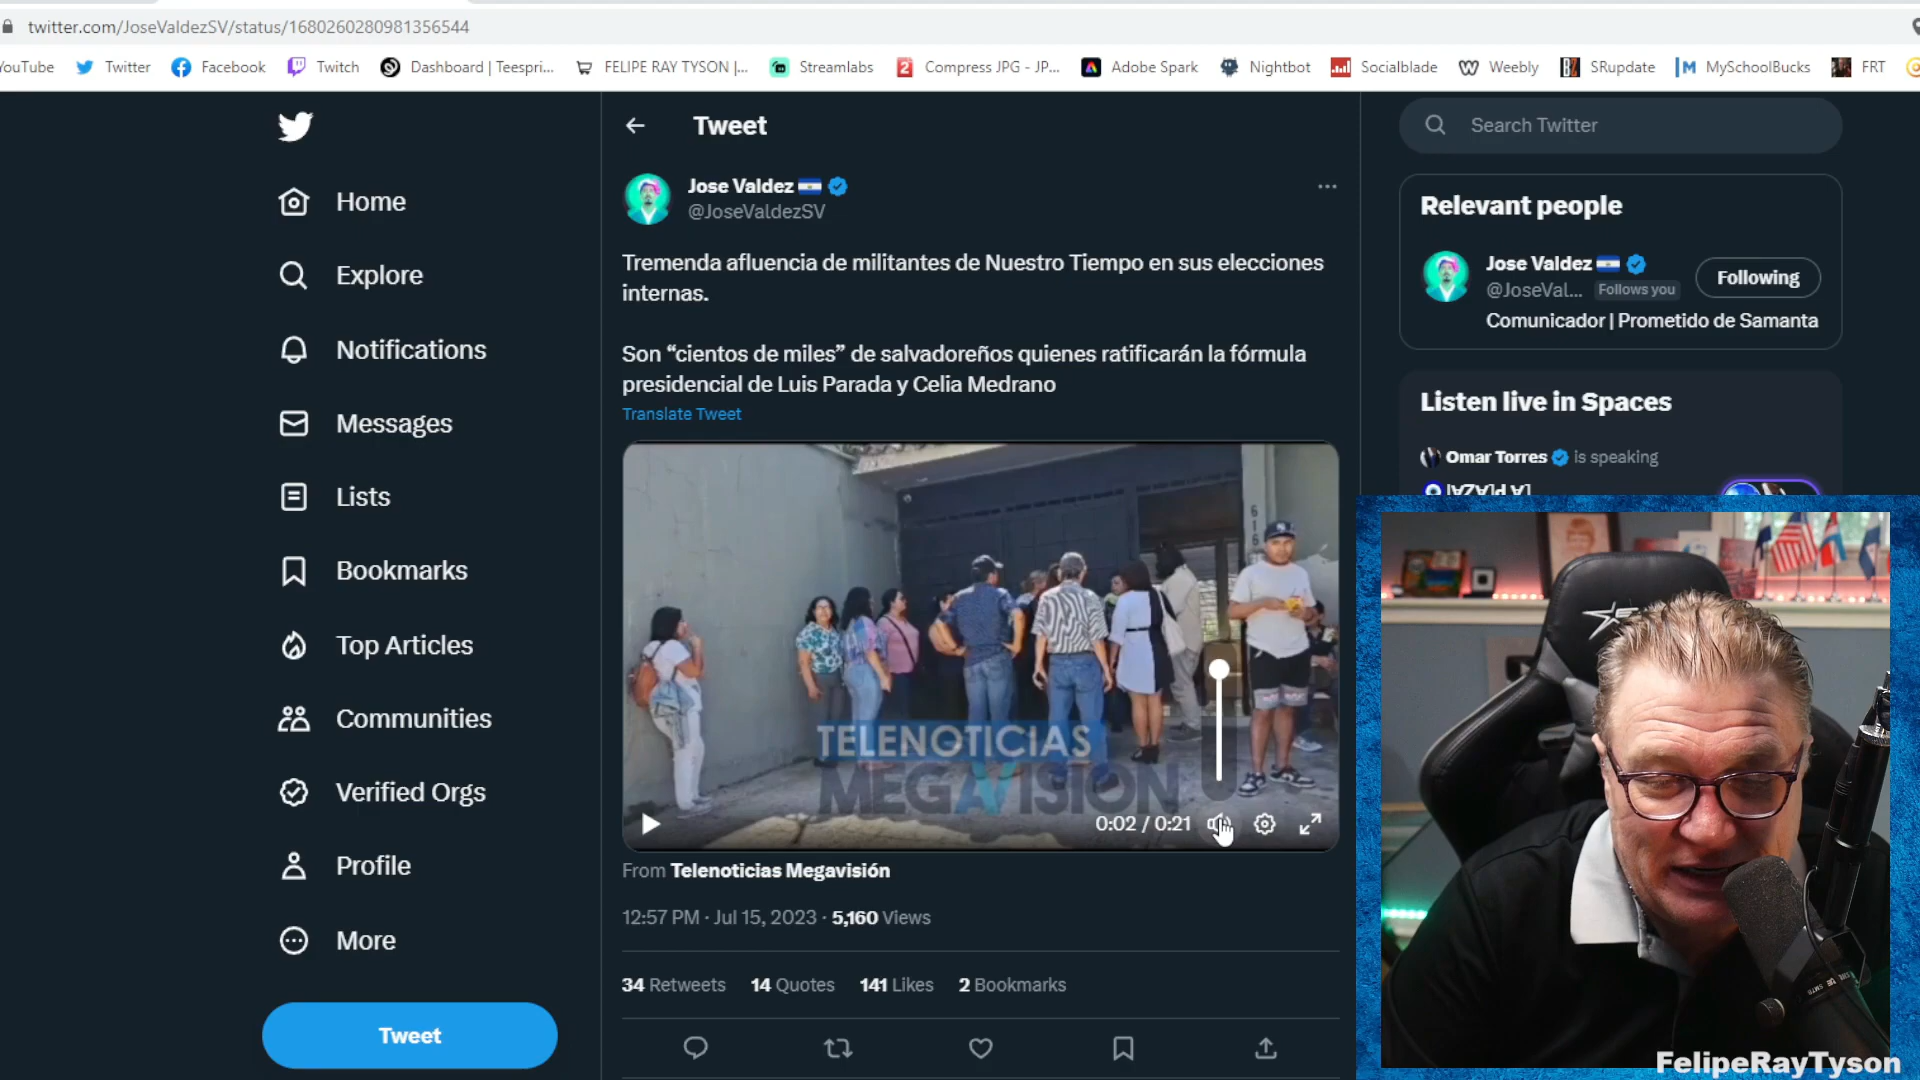 twitter.com/JoseValdezSV/status/1680260280981356544
YouTube Twitter Facebook Twitch Dashboard | Teespri... FELIPE RAY TYSON |... Streamlabs Compress JPG - JP... Adobe Spark Nightbot Socialblade Weebly SRupdate MySchoolBucks FRT
Home
Explore
Notifications
Messages
Lists
Bookmarks
Top Articles
Communities
Verified Orgs
Profile
More
Tweet
Tweet
Jose Valdez
@JoseValdezSV
Tremenda afluencia de militantes de Nuestro Tiempo en sus elecciones
internas.
Son “cientos de miles” de salvadoreños quienes ratificarán la fórmula
presidencial de Luis Parada y Celia Medrano
Translate Tweet
TELENOTICIAS
MEGAVISION
0:02 / 0:21
From Telenoticias Megavisión
12:57 PM · Jul 15, 2023 · 5,160 Views
34 Retweets 14 Quotes 141 Likes 2 Bookmarks
Search Twitter
Relevant people
Jose Valdez
@JoseVal... Follows you
Following
Comunicador | Prometido de Samanta
Listen live in Spaces
Omar Torres is speaking
FelipeRayTyson